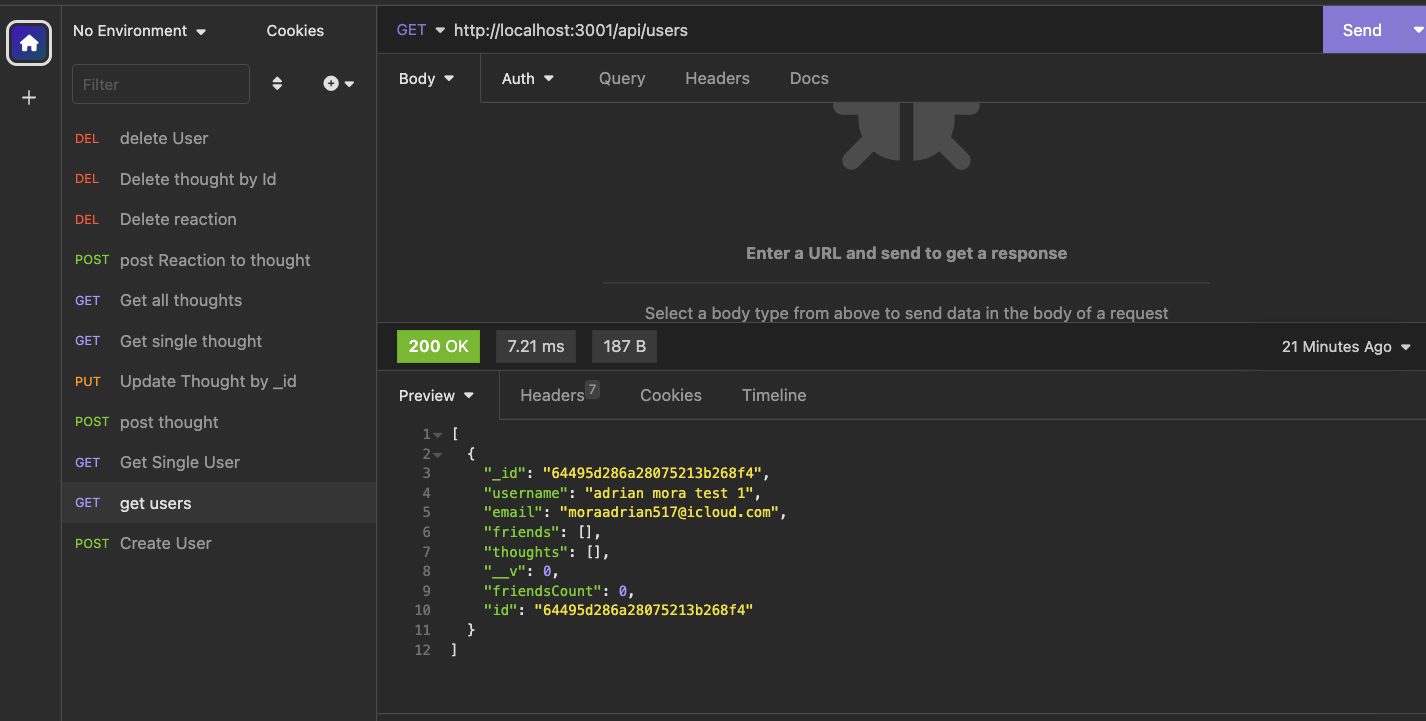 No Environment
Cookies
GET http://localhost:3001/api/users
Send
Filter
Body
Auth
Query
Headers
Docs
DEL delete User
DEL Delete thought by Id
DEL Delete reaction
POST post Reaction to thought
GET Get all thoughts
GET Get single thought
PUT Update Thought by _id
POST post thought
GET Get Single User
GET get users
POST Create User
Enter a URL and send to get a response
Select a body type from above to send data in the body of a request
200 OK
7.21 ms
187 B
21 Minutes Ago
Preview
Headers 7
Cookies
Timeline
1 [
2 {
3 "_id": "64495d286a28075213b268f4",
4 "username": "adrian mora test 1",
5 "email": "moraadrian517@icloud.com",
6 "friends": [],
7 "thoughts": [],
8 "__v": 0,
9 "friendsCount": 0,
10 "id": "64495d286a28075213b268f4"
11 }
12 ]